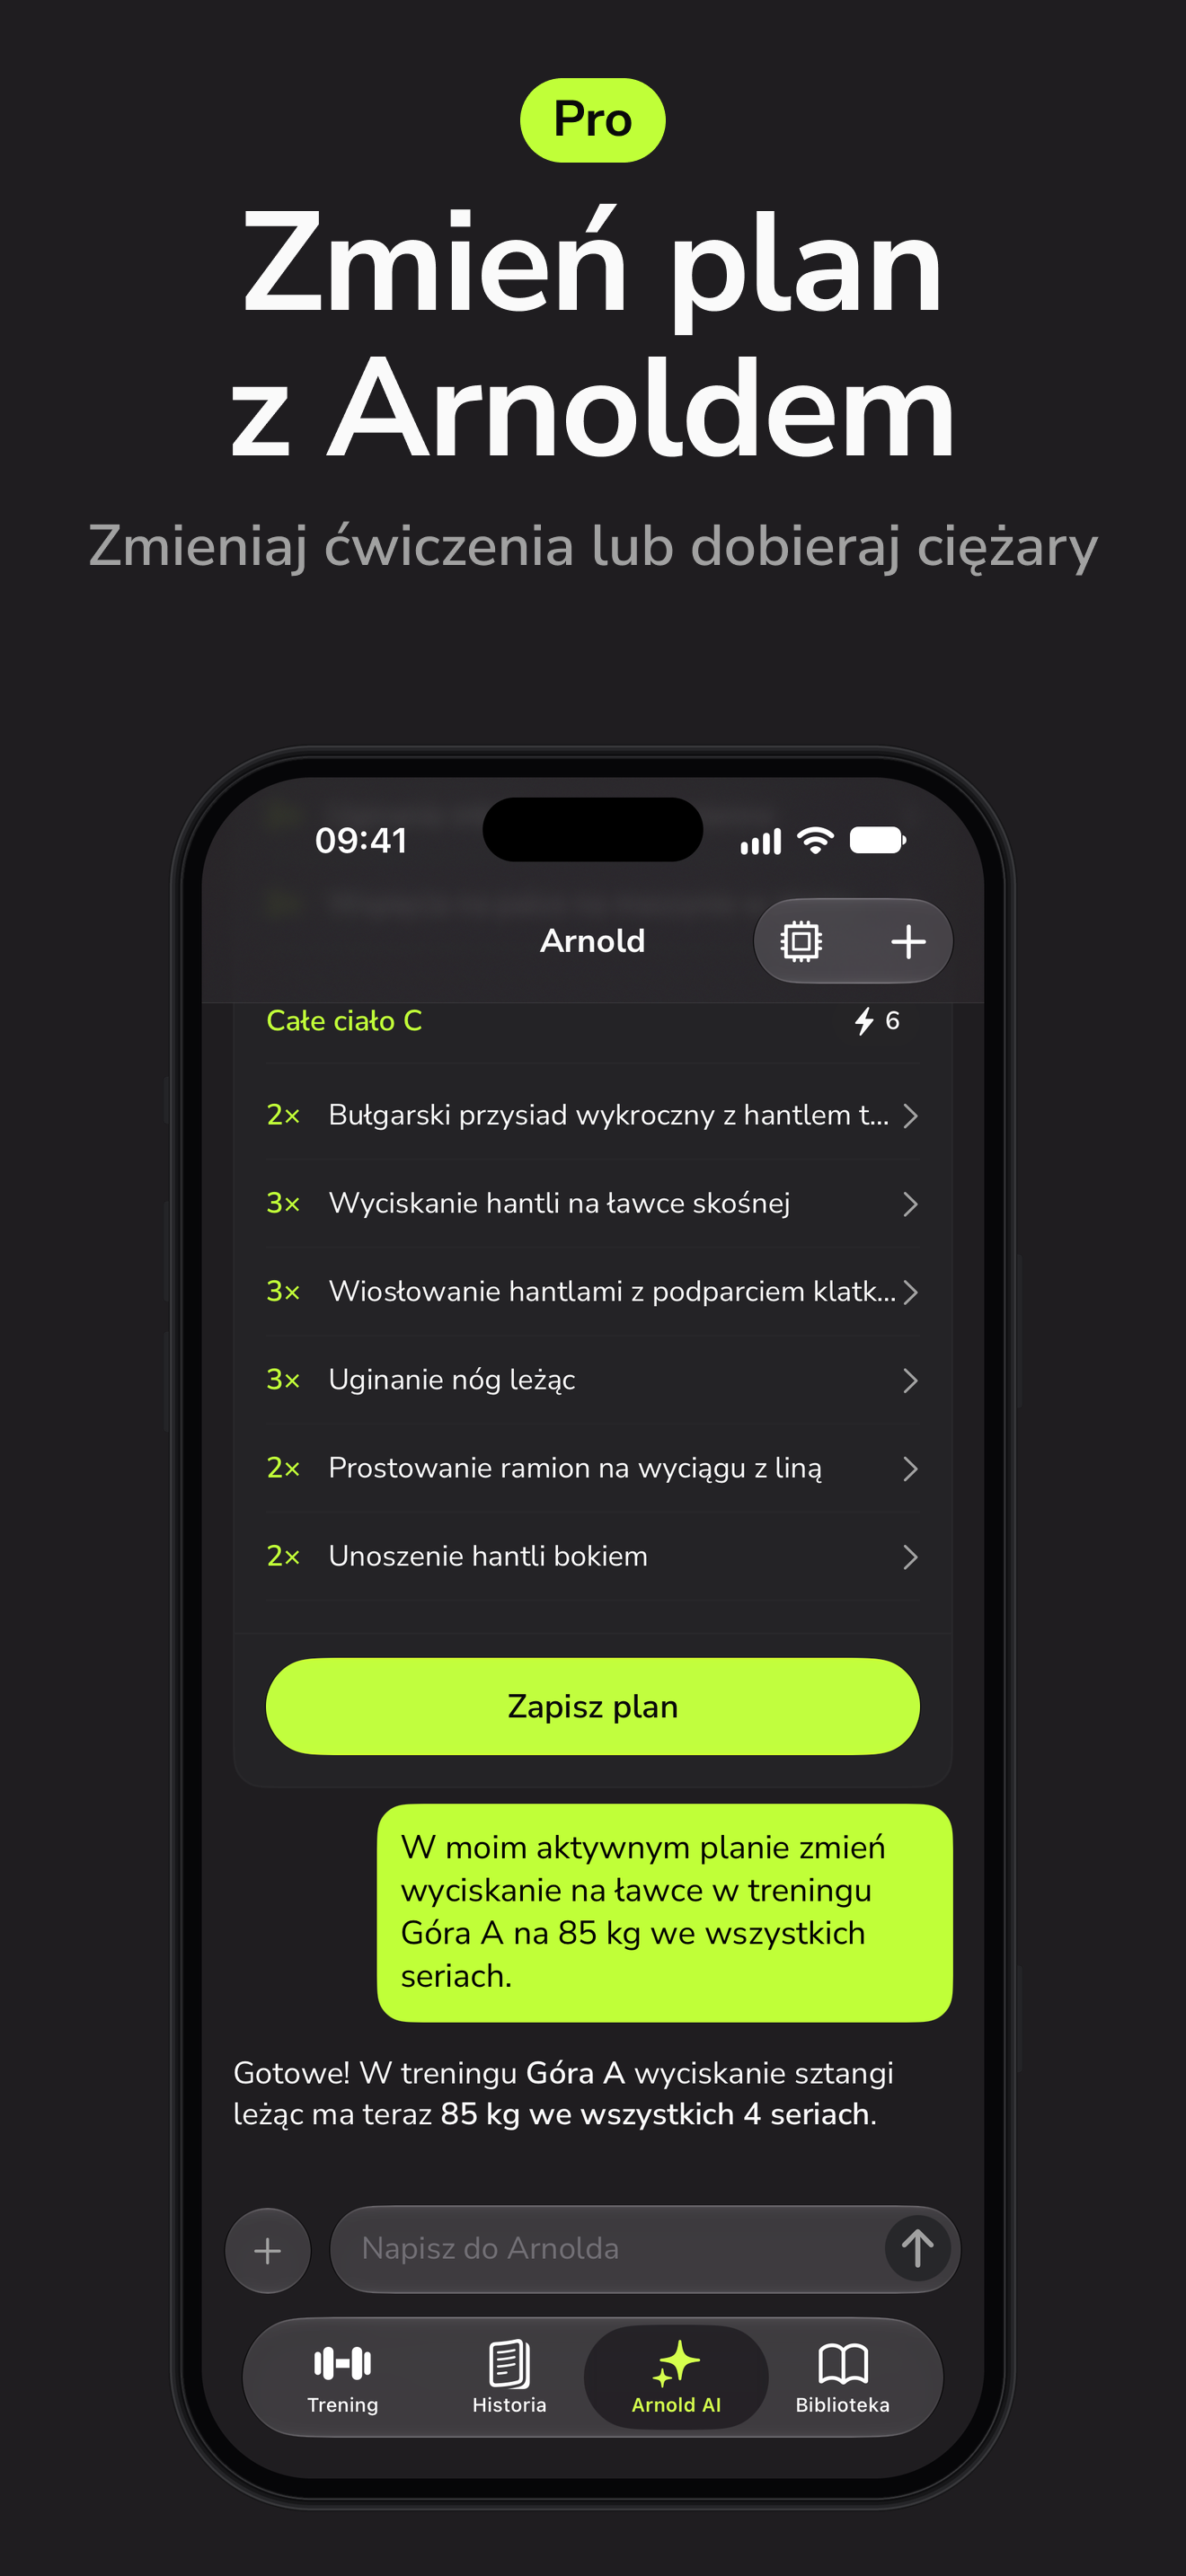 Pro
Zmień plan
z Arnoldem
Zmieniaj ćwiczenia lub dobieraj ciężary
09:41
Arnold
Całe ciało C
6
2× Bułgarski przysiad wykroczny z hantlem t...
3× Wyciskanie hantli na ławce skośnej
3× Wiosłowanie hantlami z podparciem klatk...
3× Uginanie nóg leżąc
2× Prostowanie ramion na wyciągu z liną
2× Unoszenie hantli bokiem
Zapisz plan
W moim aktywnym planie zmień
wyciskanie na ławce w treningu
Góra A na 85 kg we wszystkich
seriach.
Gotowe! W treningu Góra A wyciskanie sztangi
leżąc ma teraz 85 kg we wszystkich 4 seriach.
Napisz do Arnolda
Trening Historia Arnold AI Biblioteka